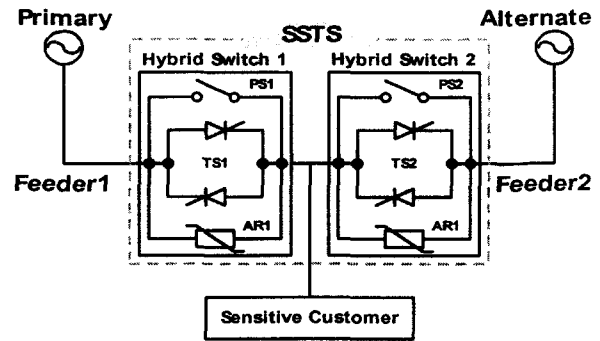 Primary
Alternate
SSTS
Hybrid Switch 1
Hybrid Switch 2
PS1
PS2
TS1
TS2
Feeder1
Feeder2
AR1
AR1
Sensitive Customer